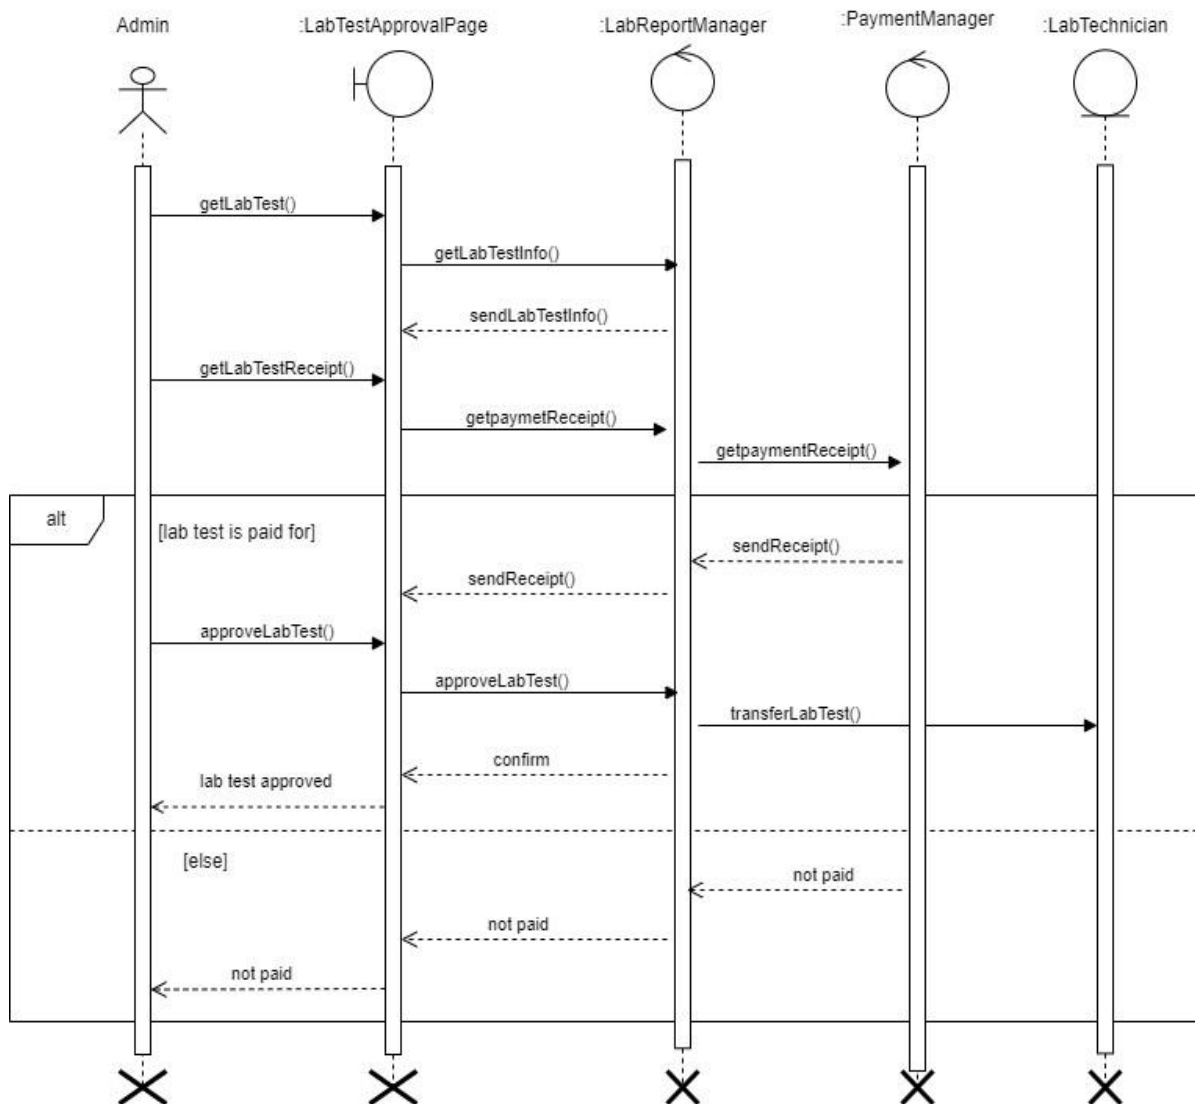 Admin
:LabTestApprovalPage
:LabReportManager
:PaymentManager
:LabTechnician
getLabTest()
getLabTestInfo()
sendLabTestInfo()
getLabTestReceipt()
getpaymetReceipt()
getpaymentReceipt()
alt
[lab test is paid for]
sendReceipt()
sendReceipt()
approveLabTest()
approveLabTest()
transferLabTest()
confirm
lab test approved
[else]
not paid
not paid
not paid